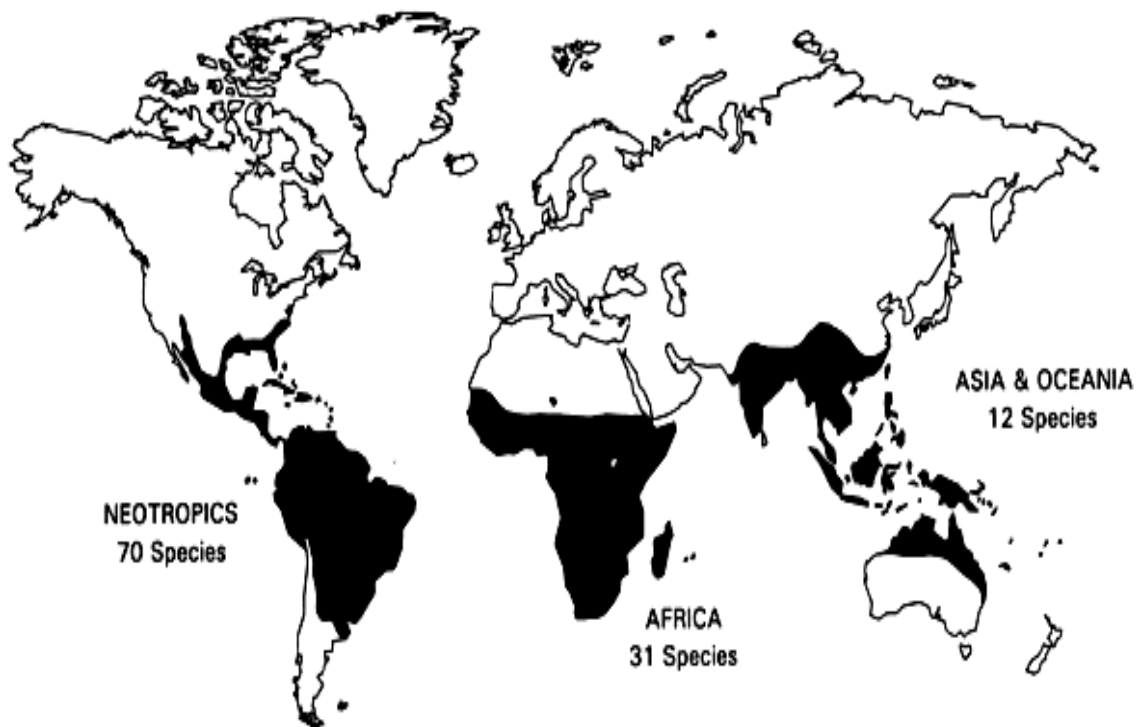 ASIA & OCEANIA
12 Species
NEOTROPICS
70 Species
AFRICA
31 Species